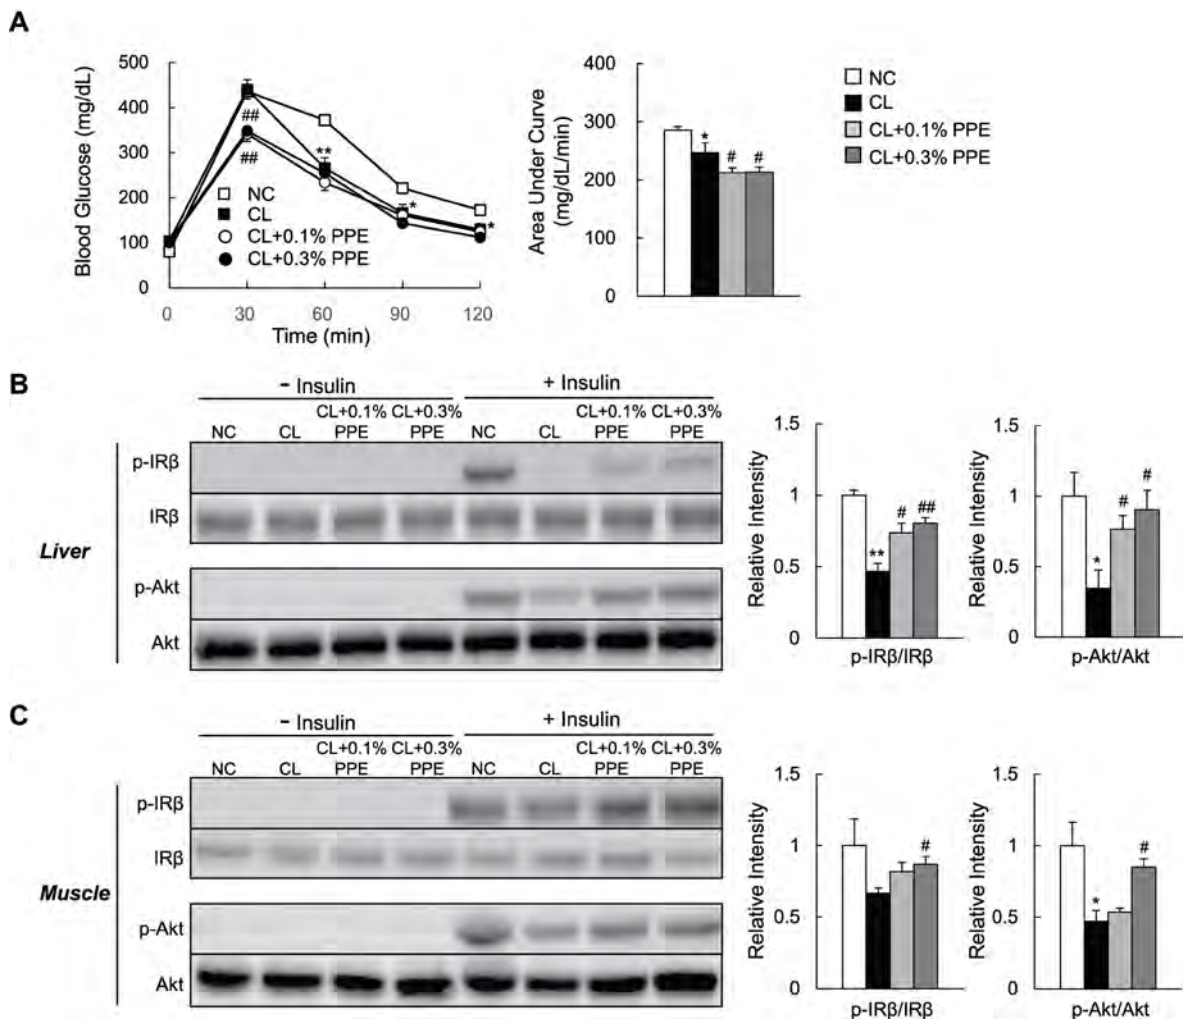 A
500
400
300
200
100
0
Blood Glucose (mg/dL)
##
##
**
*
*
NC
CL
CL+0.1% PPE
CL+0.3% PPE
0 30 60 90 120
Time (min)
400
300
200
300
0
Area Under Curve
(mg/dL/min)
* # #
NC
CL
CL+0.1% PPE
CL+0.3% PPE
B
- Insulin + Insulin
CL+0.1% CL+0.3% CL+0.1% CL+0.3%
NC CL PPE PPE NC CL PPE PPE
p-IRβ
IRβ
Liver
p-Akt
Akt
1.5
1
0.5
0
Relative Intensity
** # ##
p-IRβ/IRβ
1.5
1
0.5
0
Relative Intensity
* # #
p-Akt/Akt
C
- Insulin + Insulin
CL+0.1% CL+0.3% CL+0.1% CL+0.3%
NC CL PPE PPE NC CL PPE PPE
p-IRβ
IRβ
Muscle
p-Akt
Akt
1.5
1
0.5
0
Relative Intensity
#
p-IRβ/IRβ
1.5
1
0.5
0
Relative Intensity
* #
p-Akt/Akt